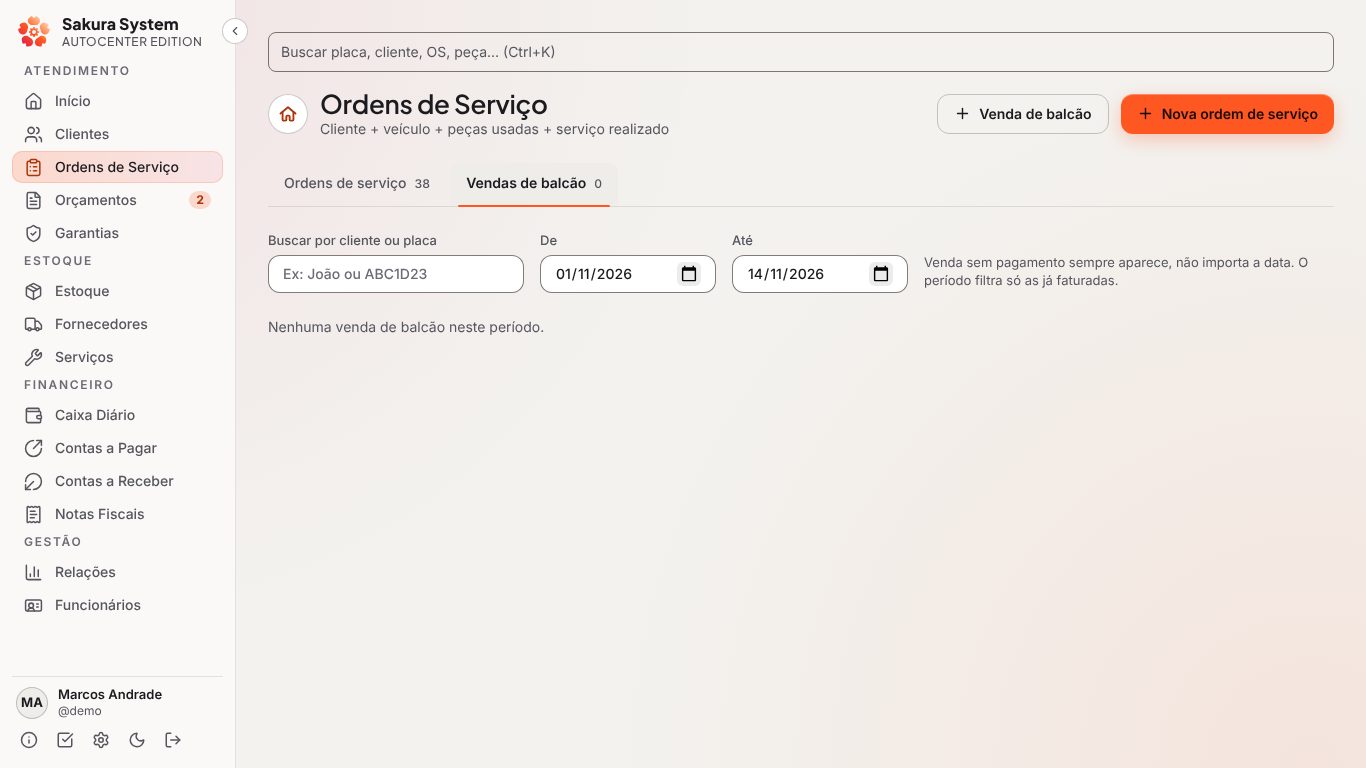 Sakura System
AUTOCENTER EDITION
ATENDIMENTO
Início
Clientes
Ordens de Serviço
Orçamentos 2
Garantias
ESTOQUE
Estoque
Fornecedores
Serviços
FINANCEIRO
Caixa Diário
Contas a Pagar
Contas a Receber
Notas Fiscais
GESTÃO
Relações
Funcionários
MA
Marcos Andrade
@demo
Buscar placa, cliente, OS, peça... (Ctrl+K)
Ordens de Serviço
Cliente + veículo + peças usadas + serviço realizado
Venda de balcão
Nova ordem de serviço
Ordens de serviço 38
Vendas de balcão 0
Buscar por cliente ou placa
Ex: João ou ABC1D23
De
01/11/2026
Até
14/11/2026
Venda sem pagamento sempre aparece, não importa a data. O
período filtra só as já faturadas.
Nenhuma venda de balcão neste período.